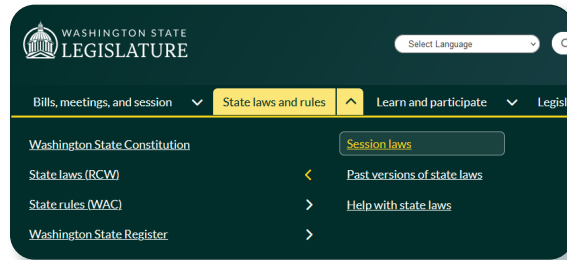 WASHINGTON STATE
LEGISLATURE
Select Language
Bills, meetings, and session
State laws and rules
Learn and participate
Washington State Constitution
Session laws
State laws (RCW)
Past versions of state laws
State rules (WAC)
Help with state laws
Washington State Register